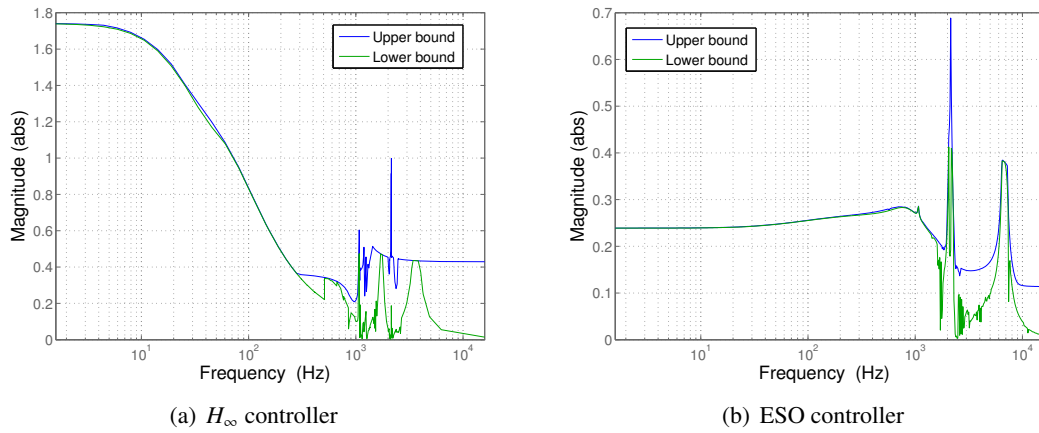 1.8
1.6
1.4
1.2
1
0.8
0.6
0.4
0.2
0
Magnitude (abs)
Upper bound
Lower bound
10^1
10^2
10^3
10^4
Frequency (Hz)
(a) H∞ controller
0.7
0.6
0.5
0.4
0.3
0.2
0.1
0
Magnitude (abs)
Upper bound
Lower bound
10^1
10^2
10^3
10^4
Frequency (Hz)
(b) ESO controller